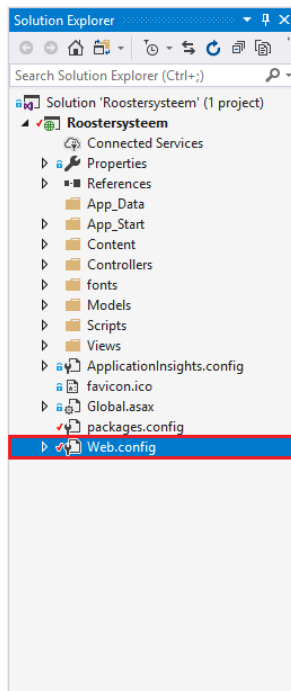 Solution Explorer
Search Solution Explorer (Ctrl+;)
Solution 'Roostersysteem' (1 project)
Roostersysteem
Connected Services
Properties
References
App_Data
App_Start
Content
Controllers
fonts
Models
Scripts
Views
ApplicationInsights.config
favicon.ico
Global.asax
packages.config
Web.config